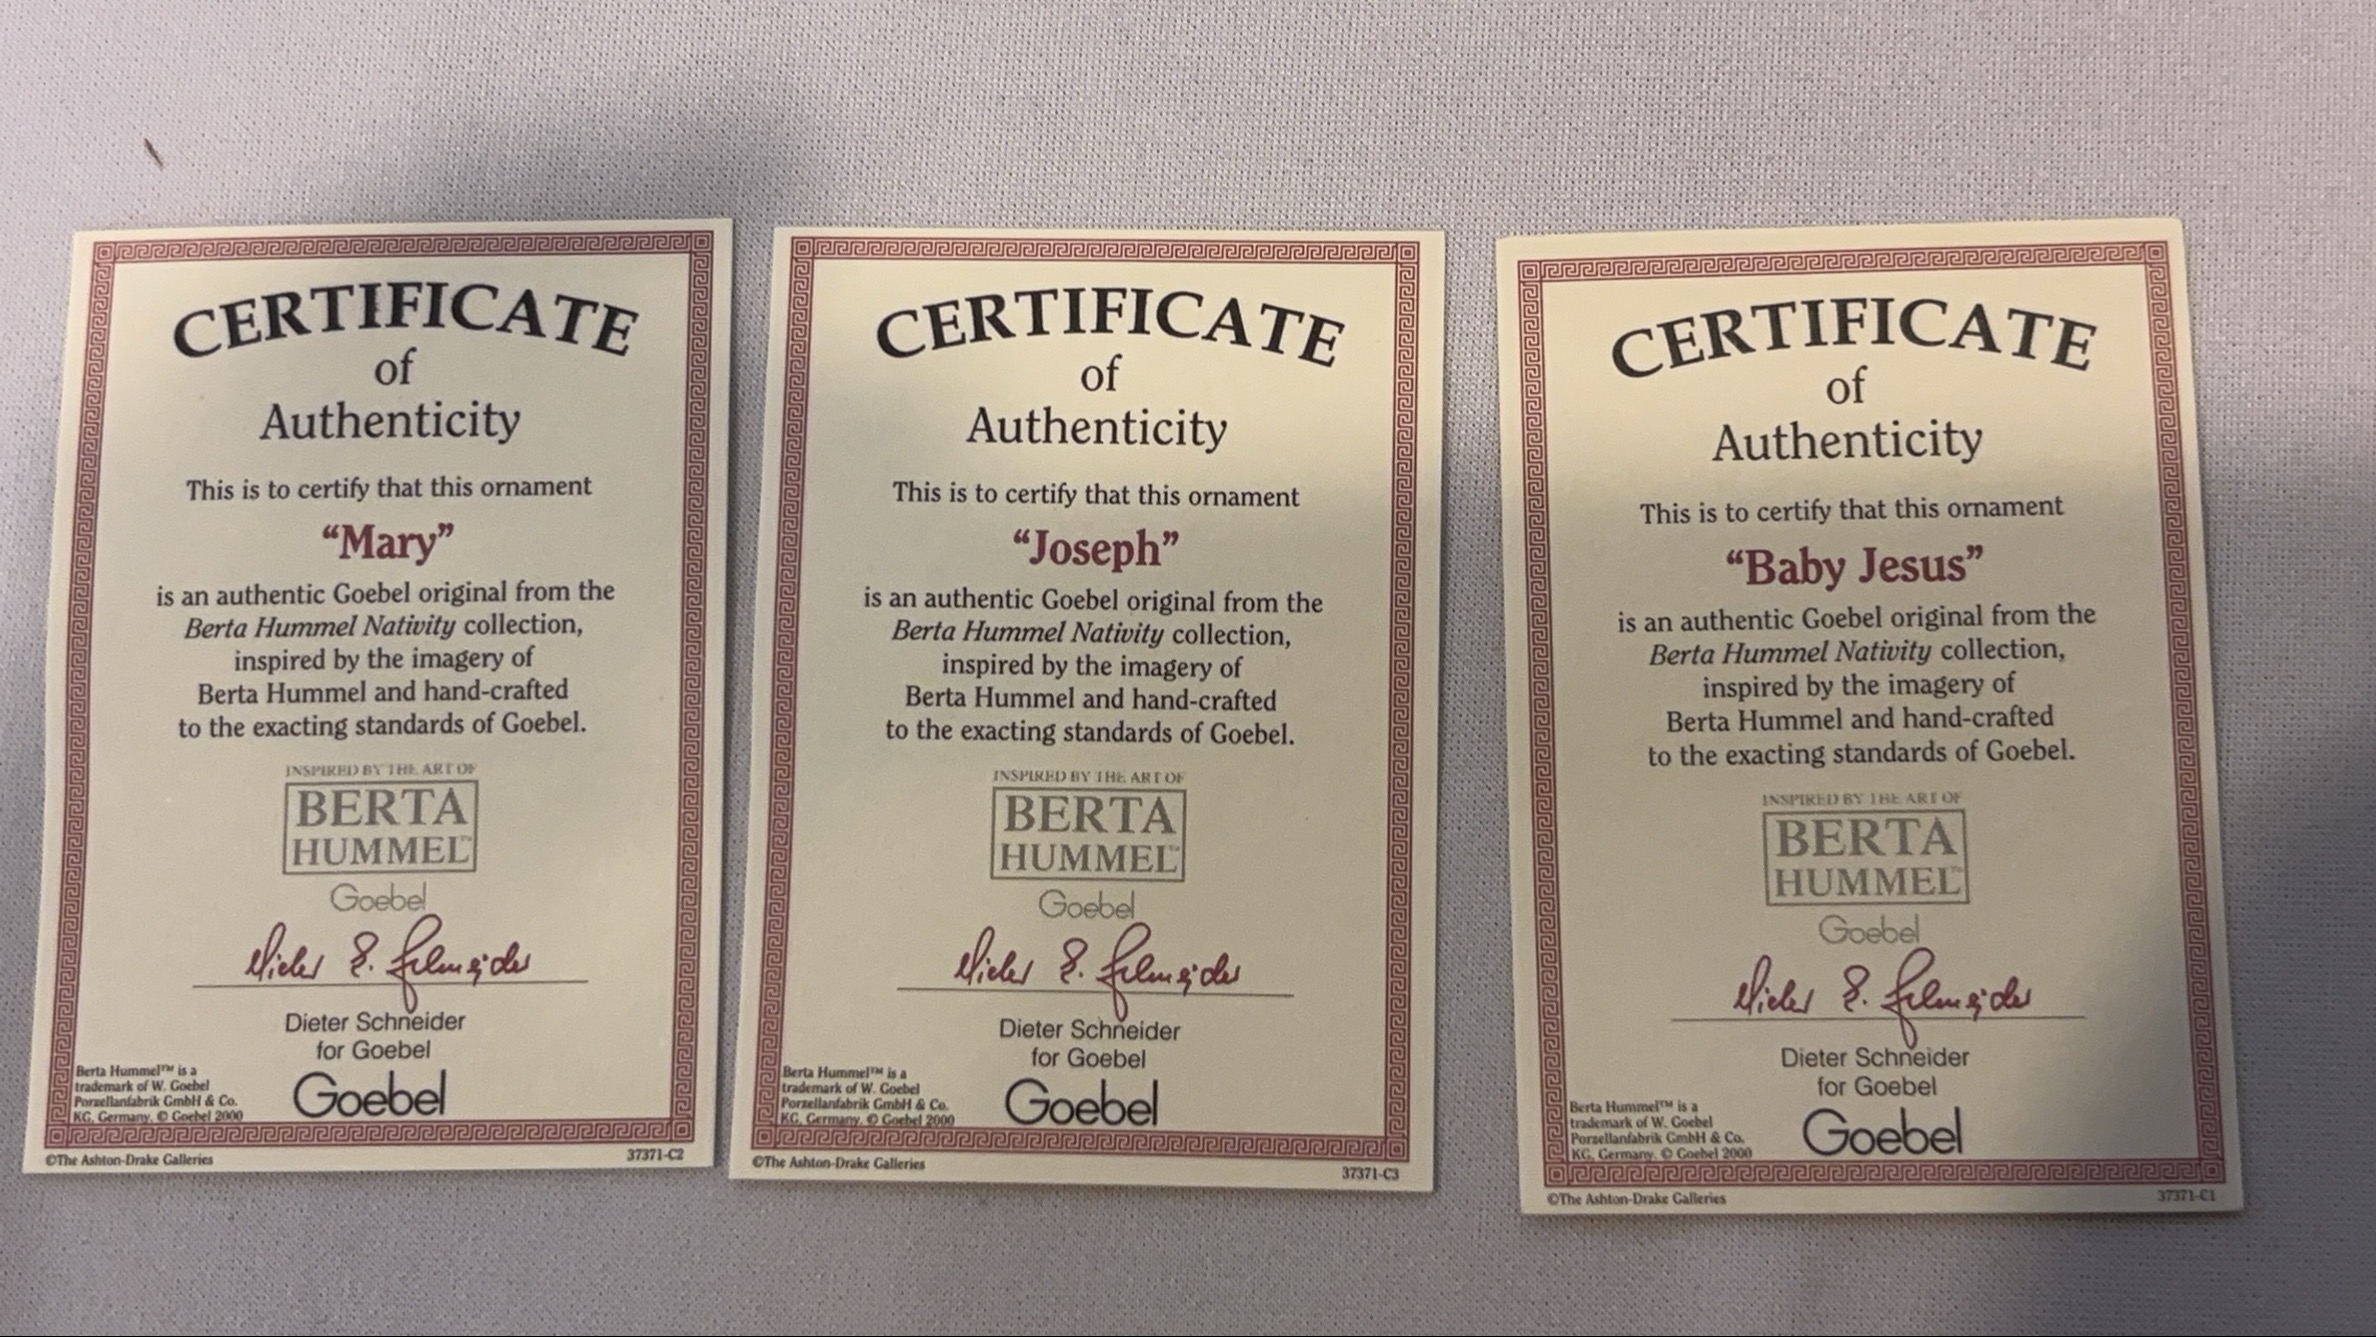 CERTIFICATE
of
Authenticity
This is to certify that this ornament
“Mary”
is an authentic Goebel original from the
Berta Hummel Nativity collection,
inspired by the imagery of
Berta Hummel and hand-crafted
to the exacting standards of Goebel.
INSPIRED BY THE ART OF
BERTA
HUMMEL™
Goebel
Dieter Schneider
Dieter Schneider
for Goebel
Berta Hummel™ is a
trademark of W. Goebel
Porzellanfabrik GmbH & Co.
KG, Germany. © Goebel 2000
Goebel
©The Ashton-Drake Galleries
37371-C2
CERTIFICATE
of
Authenticity
This is to certify that this ornament
“Joseph”
is an authentic Goebel original from the
Berta Hummel Nativity collection,
inspired by the imagery of
Berta Hummel and hand-crafted
to the exacting standards of Goebel.
INSPIRED BY THE ART OF
BERTA
HUMMEL™
Goebel
Dieter Schneider
Dieter Schneider
for Goebel
Berta Hummel™ is a
trademark of W. Goebel
Porzellanfabrik GmbH & Co.
KG, Germany. © Goebel 2000
Goebel
©The Ashton-Drake Galleries
37371-C3
CERTIFICATE
of
Authenticity
This is to certify that this ornament
“Baby Jesus”
is an authentic Goebel original from the
Berta Hummel Nativity collection,
inspired by the imagery of
Berta Hummel and hand-crafted
to the exacting standards of Goebel.
INSPIRED BY THE ART OF
BERTA
HUMMEL™
Goebel
Dieter Schneider
Dieter Schneider
for Goebel
Berta Hummel™ is a
trademark of W. Goebel
Porzellanfabrik GmbH & Co.
KG, Germany. © Goebel 2000
Goebel
©The Ashton-Drake Galleries
37371-C1